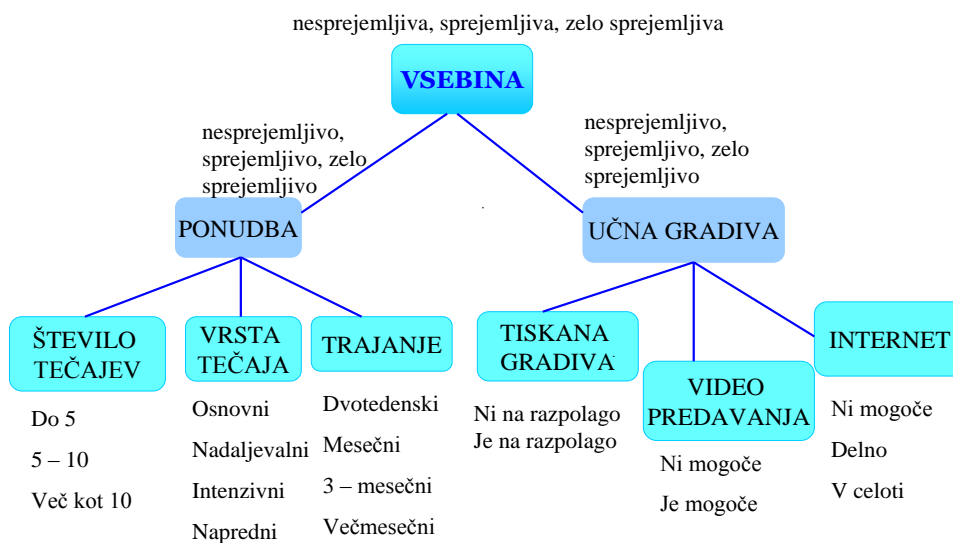 nesprejemljiva, sprejemljiva, zelo sprejemljiva
VSEBINA
nesprejemljivo,
sprejemljivo, zelo
sprejemljivo
nesprejemljivo,
sprejemljivo, zelo
sprejemljivo
PONUDBA
UČNA GRADIVA
ŠTEVILO
TEČAJEV
Do 5
5 – 10
Več kot 10
VRSTA
TEČAJA
Osnovni
Nadaljevalni
Intenzivni
Napredni
TRAJANJE
Dvotedenski
Mesečni
3 – mesečni
Večmesečni
TISKANA
GRADIVA
Ni na razpolago
Je na razpolago
VIDEO
PREDAVANJA
Ni mogoče
Je mogoče
INTERNET
Ni mogoče
Delno
V celoti